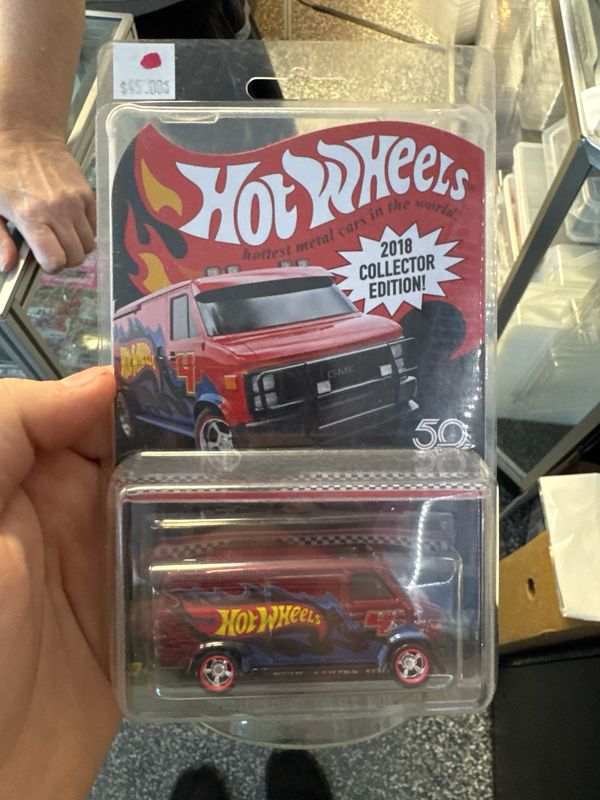 $45.00
HOT WHEELS
hottest metal cars in the world.
2018
COLLECTOR
EDITION!
HOT WHEELS
4
GMC
50
HOT WHEELS
4